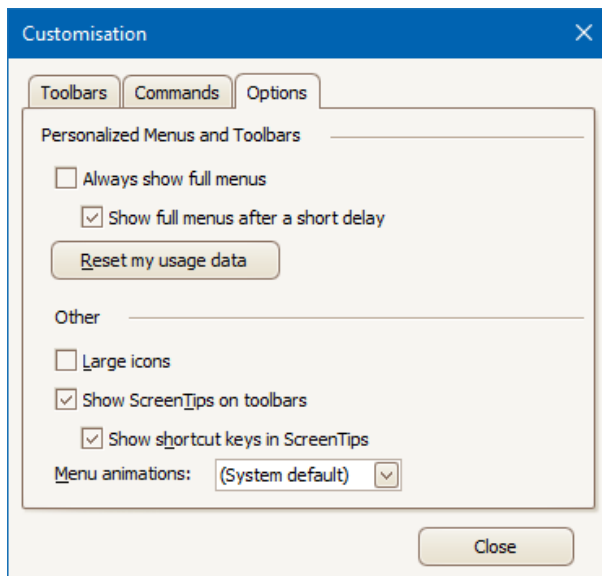 Customisation
Toolbars Commands Options
Personalized Menus and Toolbars
Always show full menus
Show full menus after a short delay
Reset my usage data
Other
Large icons
Show ScreenTips on toolbars
Show shortcut keys in ScreenTips
Menu animations: (System default)
Close